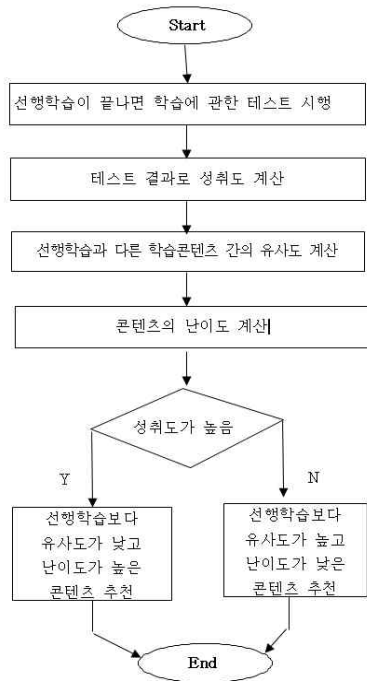 Start
선행학습이 끝나면 학습에 관한 테스트 시행
테스트 결과로 성취도 계산
선행학습과 다른 학습콘텐츠 간의 유사도 계산
콘텐츠의 난이도 계산
성취도가 높음
Y
N
선행학습보다
유사도가 낮고
난이도가 높은
콘텐츠 추천
선행학습보다
유사도가 높고
난이도가 낮은
콘텐츠 추천
End